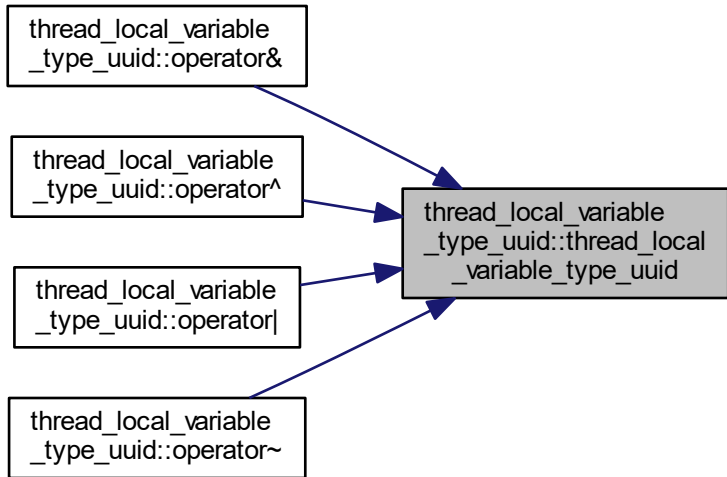 thread_local_variable
_type_uuid::operator&
thread_local_variable
_type_uuid::operator^
thread_local_variable
_type_uuid::operator|
thread_local_variable
_type_uuid::operator~
thread_local_variable
_type_uuid::thread_local
_variable_type_uuid